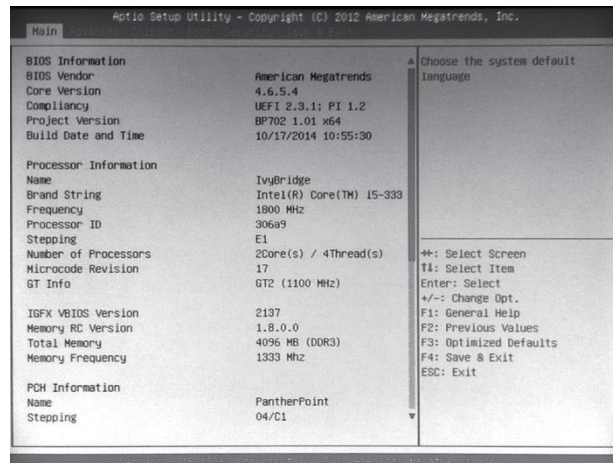 Aptio Setup Utility - Copyright (C) 2012 American Megatrends, Inc.
Main
BIOS Information
BIOS Vendor American Megatrends
Core Version 4.6.5.4
Compliancy UEFI 2.3.1; PI 1.2
Project Version BP702 1.01 x64
Build Date and Time 10/17/2014 10:55:30
Processor Information
Name IvyBridge
Brand String Intel(R) Core(TM) i5-333
Frequency 1800 MHz
Processor ID 306a9
Stepping E1
Number of Processors 2Core(s) / 4Thread(s)
Microcode Revision 17
GT Info GT2 (1100 MHz)
IGFX VBIOS Version 2137
Memory RC Version 1.8.0.0
Total Memory 4096 MB (DDR3)
Memory Frequency 1333 Mhz
PCH Information
Name PantherPoint
Stepping 04/C1
Choose the system default
language
→←: Select Screen
↑↓: Select Item
Enter: Select
+/-: Change Opt.
F1: General Help
F2: Previous Values
F3: Optimized Defaults
F4: Save & Exit
ESC: Exit